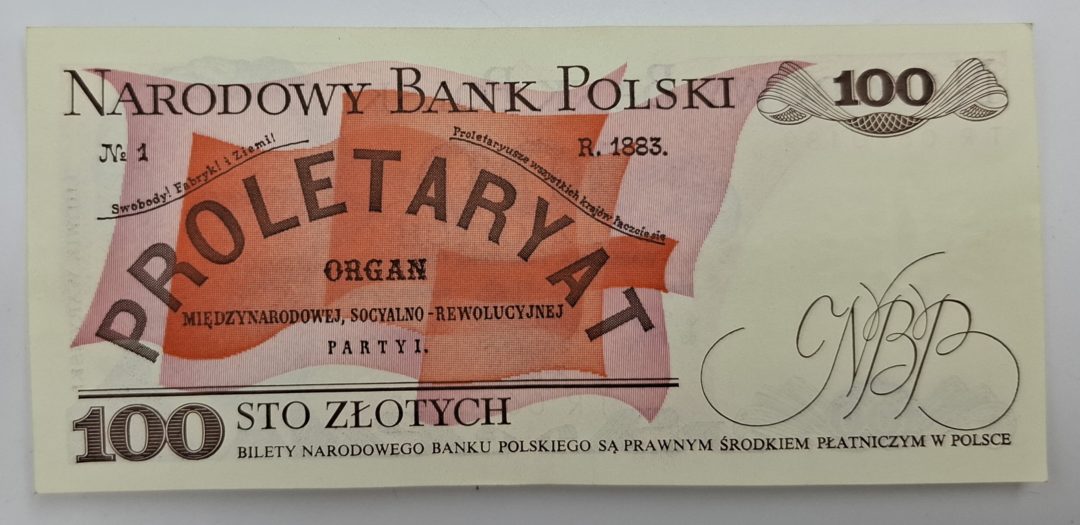 NARODOWY BANK POLSKI
100
№ 1
Swobody! Fabryk! i Ziemi!
Proletaryusze wszystkich krajów łączcie się
R. 1883.
PROLETARYAT
ORGAN
MIĘDZYNARODOWEJ, SOCYALNO-REWOLUCYJNEJ
PARTYI.
NBP
100 STO ZŁOTYCH
BILETY NARODOWEGO BANKU POLSKIEGO SĄ PRAWNYM ŚRODKIEM PŁATNICZYM W POLSCE